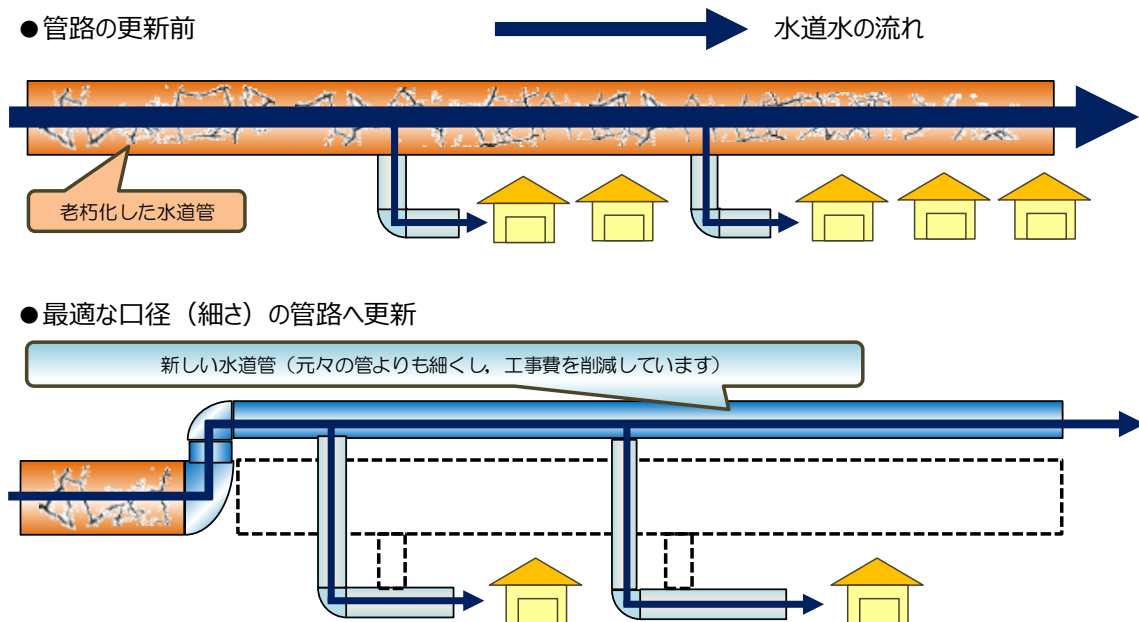 ●管路の更新前
水道水の流れ
老朽化した水道管
●最適な口径（細さ）の管路へ更新
新しい水道管（元々の管よりも細くし，工事費を削減しています）